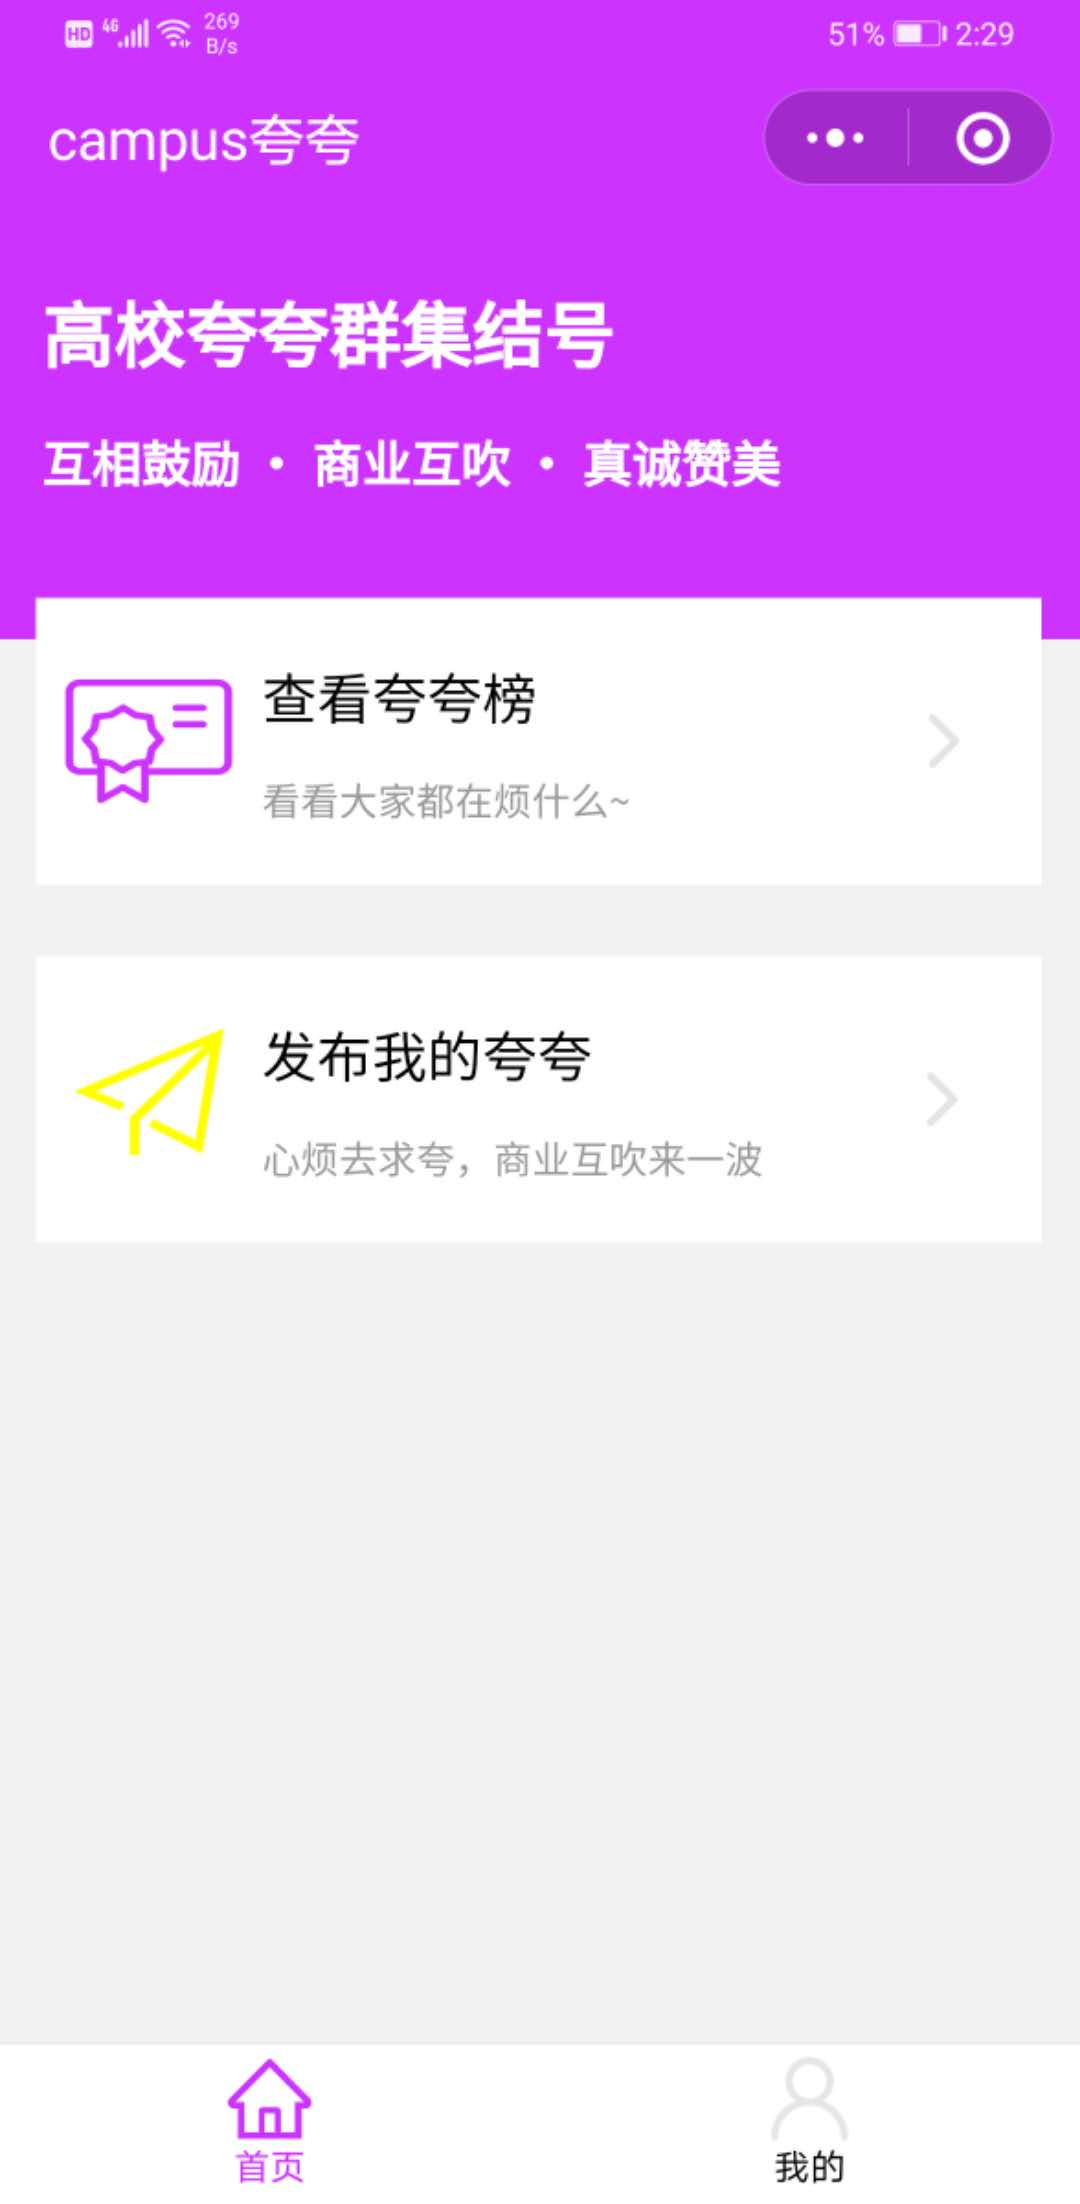 HD 4G 269 B/s 51% 2:29
campus夸夸
高校夸夸群集结号
互相鼓励 · 商业互吹 · 真诚赞美
查看夸夸榜
看看大家都在烦什么~
发布我的夸夸
心烦去求夸，商业互吹来一波
首页 我的